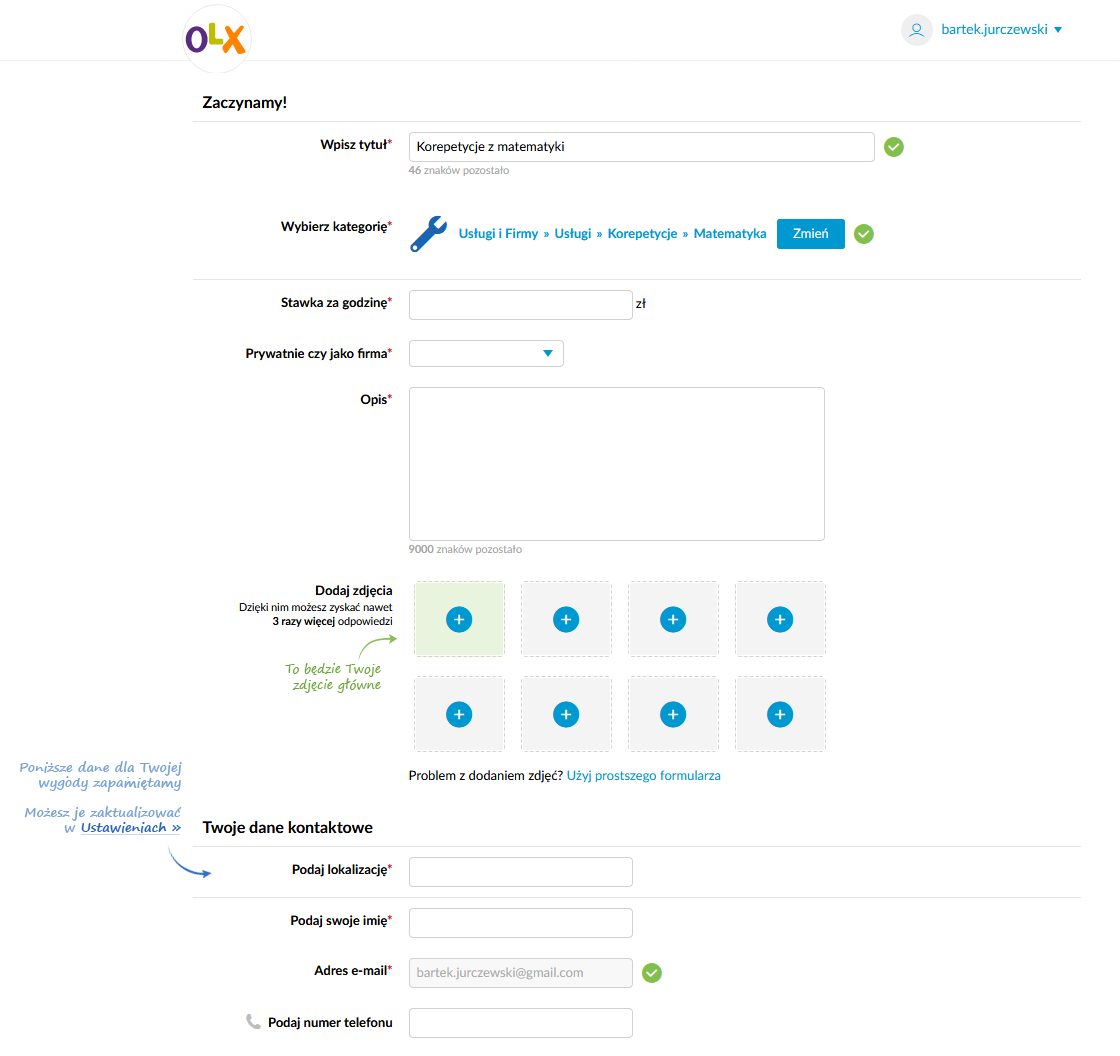 OLX
bartek.jurczewski
Zaczynamy!
Wpisz tytuł*
Korepetycje z matematyki
46 znaków pozostało
Wybierz kategorię*
Usługi i Firmy » Usługi » Korepetycje » Matematyka
Zmień
Stawka za godzinę*
zł
Prywatnie czy jako firma*
Opis*
9000 znaków pozostało
Dodaj zdjęcia
Dzięki nim możesz zyskać nawet
3 razy więcej odpowiedzi
To będzie Twoje
zdjęcie główne
Problem z dodaniem zdjęć? Użyj prostszego formularza
Poniższe dane dla Twojej
wygody zapamiętamy
Możesz je zaktualizować
w Ustawieniach »
Twoje dane kontaktowe
Podaj lokalizację*
Podaj swoje imię*
Adres e-mail*
bartek.jurczewski@gmail.com
Podaj numer telefonu